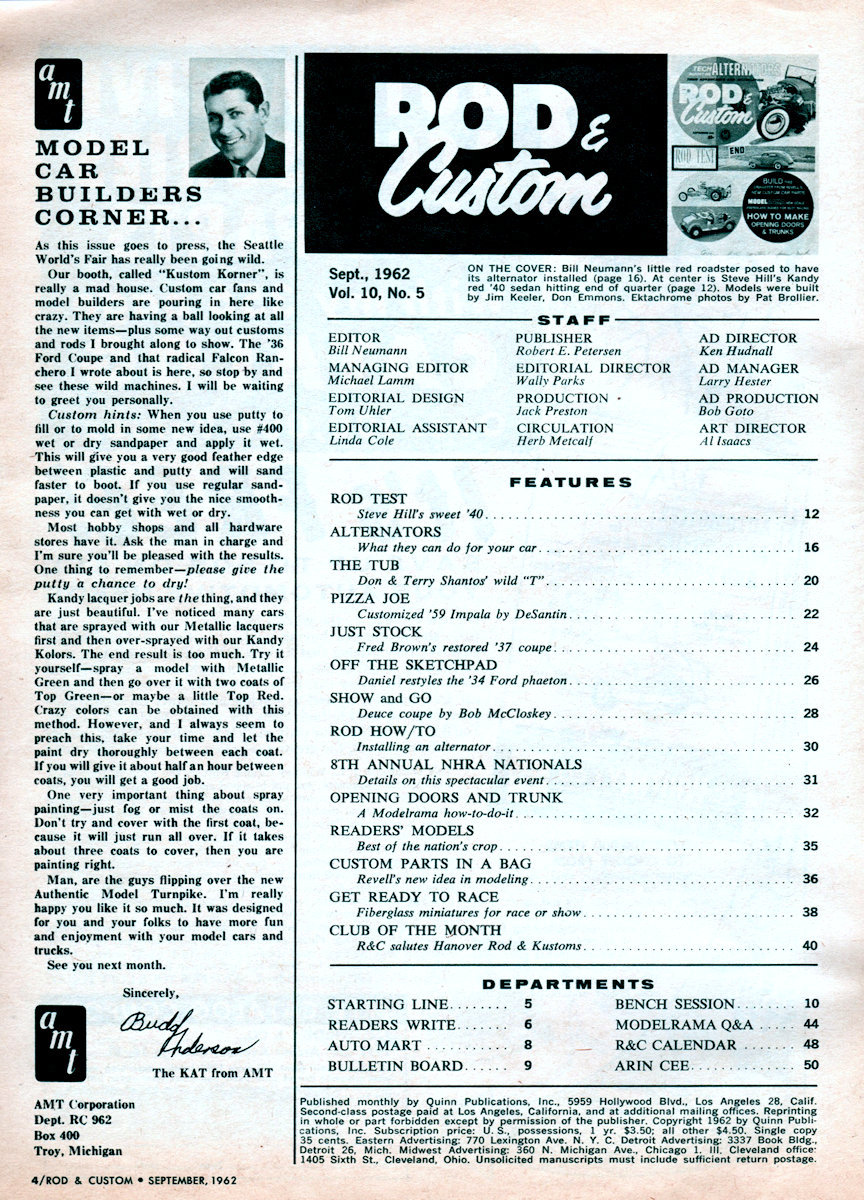 amt
MODEL
CAR
BUILDERS
CORNER...
As this issue goes to press, the Seattle
World's Fair has really been going wild.
Our booth, called "Kustom Korner", is
really a mad house. Custom car fans and
model builders are pouring in here like
crazy. They are having a ball looking at all
the new items—plus some way out customs
and rods I brought along to show. The '36
Ford Coupe and that radical Falcon Ran-
chero I wrote about is here, so stop by and
see these wild machines. I will be waiting
to greet you personally.
Custom hints: When you use putty to
fill or to mold in some new idea, use #400
wet or dry sandpaper and apply it wet.
This will give you a very good feather edge
between plastic and putty and will sand
faster to boot. If you use regular sand-
paper, it doesn't give you the nice smooth-
ness you can get with wet or dry.
Most hobby shops and all hardware
stores have it. Ask the man in charge and
I'm sure you'll be pleased with the results.
One thing to remember—please give the
putty a chance to dry!
Kandy lacquer jobs are the thing, and they
are just beautiful. I've noticed many cars
that are sprayed with our Metallic lacquers
first and then over-sprayed with our Kandy
Kolors. The end result is too much. Try it
yourself—spray a model with Metallic
Green and then go over it with two coats of
Top Green—or maybe a little Top Red.
Crazy colors can be obtained with this
method. However, and I always seem to
preach this, take your time and let the
paint dry thoroughly between each coat.
If you will give it about half an hour between
coats, you will get a good job.
One very important thing about spray
painting—just fog or mist the coats on.
Don't try and cover with the first coat, be-
cause it will just run all over. If it takes
about three coats to cover, then you are
painting right.
Man, are the guys flipping over the new
Authentic Model Turnpike. I'm really
happy you like it so much. It was designed
for you and your folks to have more fun
and enjoyment with your model cars and
trucks.
See you next month.
Sincerely,
Budd
Anderson
The KAT from AMT
amt
AMT Corporation
Dept. RC 962
Box 400
Troy, Michigan
4/ROD & CUSTOM • SEPTEMBER, 1962
ROD &
Custom
TECH ALTERNATORS
ROD &
Custom
ROD TEST
END
BUILD
MODEL
HOW TO MAKE
OPENING DOORS
& TRUNKS
Sept., 1962
Vol. 10, No. 5
ON THE COVER: Bill Neumann's little red roadster posed to have
its alternator installed (page 16). At center is Steve Hill's Kandy
red '40 sedan hitting end of quarter (page 12). Models were built
by Jim Keeler, Don Emmons. Ektachrome photos by Pat Brollier.
STAFF
EDITOR
Bill Neumann
MANAGING EDITOR
Michael Lamm
EDITORIAL DESIGN
Tom Uhler
EDITORIAL ASSISTANT
Linda Cole
PUBLISHER
Robert E. Petersen
EDITORIAL DIRECTOR
Wally Parks
PRODUCTION
Jack Preston
CIRCULATION
Herb Metcalf
AD DIRECTOR
Ken Hudnall
AD MANAGER
Larry Hester
AD PRODUCTION
Bob Goto
ART DIRECTOR
Al Isaacs
FEATURES
ROD TEST
Steve Hill's sweet '40 12
ALTERNATORS
What they can do for your car 16
THE TUB
Don & Terry Shantos' wild "T" 20
PIZZA JOE
Customized '59 Impala by DeSantin 22
JUST STOCK
Fred Brown's restored '37 coupe 24
OFF THE SKETCHPAD
Daniel restyles the '34 Ford phaeton 26
SHOW and GO
Deuce coupe by Bob McCloskey 28
ROD HOW/TO
Installing an alternator 30
8TH ANNUAL NHRA NATIONALS
Details on this spectacular event 31
OPENING DOORS AND TRUNK
A Modelrama how-to-do-it 32
READERS' MODELS
Best of the nation's crop 35
CUSTOM PARTS IN A BAG
Revell's new idea in modeling 36
GET READY TO RACE
Fiberglass miniatures for race or show 38
CLUB OF THE MONTH
R&C salutes Hanover Rod & Kustoms 40
DEPARTMENTS
STARTING LINE 5
READERS WRITE 6
AUTO MART 8
BULLETIN BOARD 9
BENCH SESSION 10
MODELRAMA Q&A 44
R&C CALENDAR 48
ARIN CEE 50
Published monthly by Quinn Publications, Inc., 5959 Hollywood Blvd., Los Angeles 28, Calif.
Second-class postage paid at Los Angeles, California, and at additional mailing offices. Reprinting
in whole or part forbidden except by permission of the publisher. Copyright 1962 by Quinn Publi-
cations, Inc. Subscription price: U.S., possessions, 1 yr. $3.50; all other $4.50. Single copy
35 cents. Eastern Advertising: 770 Lexington Ave. N. Y. C. Detroit Advertising: 3337 Book Bldg.,
Detroit 26, Mich. Midwest Advertising: 360 N. Michigan Ave., Chicago 1. Ill. Cleveland office:
1405 Sixth St., Cleveland, Ohio. Unsolicited manuscripts must include sufficient return postage.